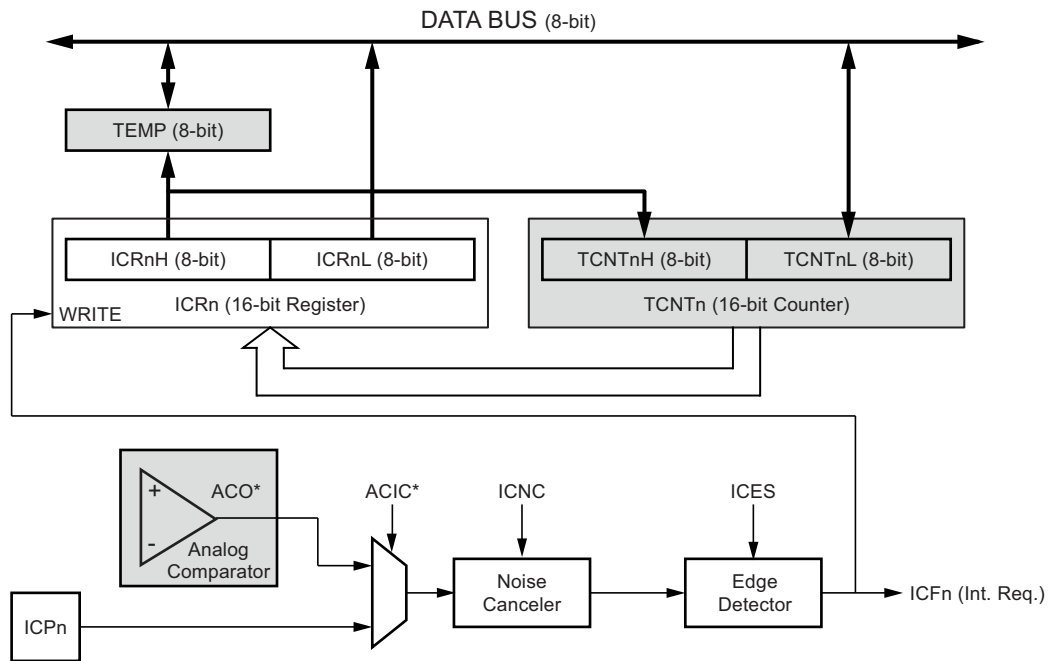 DATA BUS (8-bit)
TEMP (8-bit)
ICRnH (8-bit)
ICRnL (8-bit)
TCNTnH (8-bit)
TCNTnL (8-bit)
WRITE
ICRn (16-bit Register)
TCNTn (16-bit Counter)
+
ACO*
-
Analog
Comparator
ACIC*
ICNC
ICES
Noise
Canceler
Edge
Detector
ICFn (Int. Req.)
ICPn